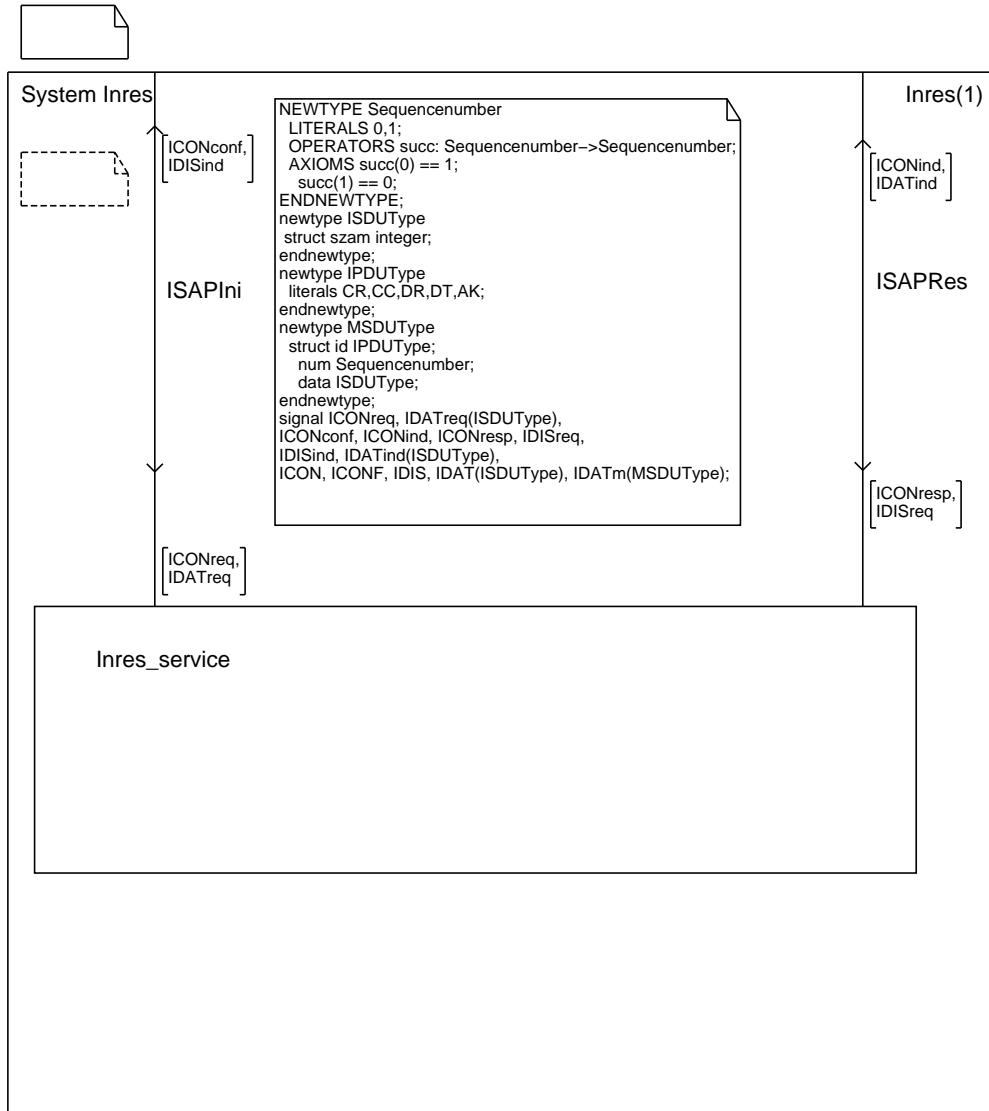 System Inres
Inres(1)
[ICONconf,
IDISind]
NEWTYPE Sequencenumber
LITERALS 0,1;
OPERATORS succ: Sequencenumber−>Sequencenumber;
AXIOMS succ(0) == 1;
succ(1) == 0;
ENDNEWTYPE;
newtype ISDUType
struct szam integer;
endnewtype;
newtype IPDUType
literals CR,CC,DR,DT,AK;
endnewtype;
newtype MSDUType
struct id IPDUType;
num Sequencenumber;
data ISDUType;
endnewtype;
signal ICONreq, IDATreq(ISDUType),
ICONconf, ICONind, ICONresp, IDISreq,
IDISind, IDATind(ISDUType),
ICON, ICONF, IDIS, IDAT(ISDUType), IDATm(MSDUType);
[ICONind,
IDATind]
ISAPIni
ISAPRes
[ICONresp,
IDISreq]
[ICONreq,
IDATreq]
Inres_service